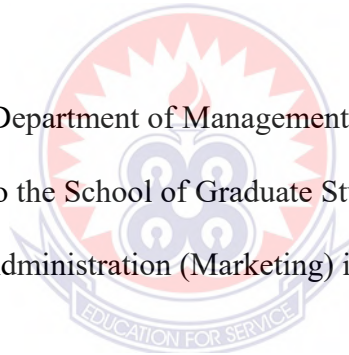 Department of Management
o the School of Graduate St
dministration (Marketing) i
EDUCATION FOR SERVICE